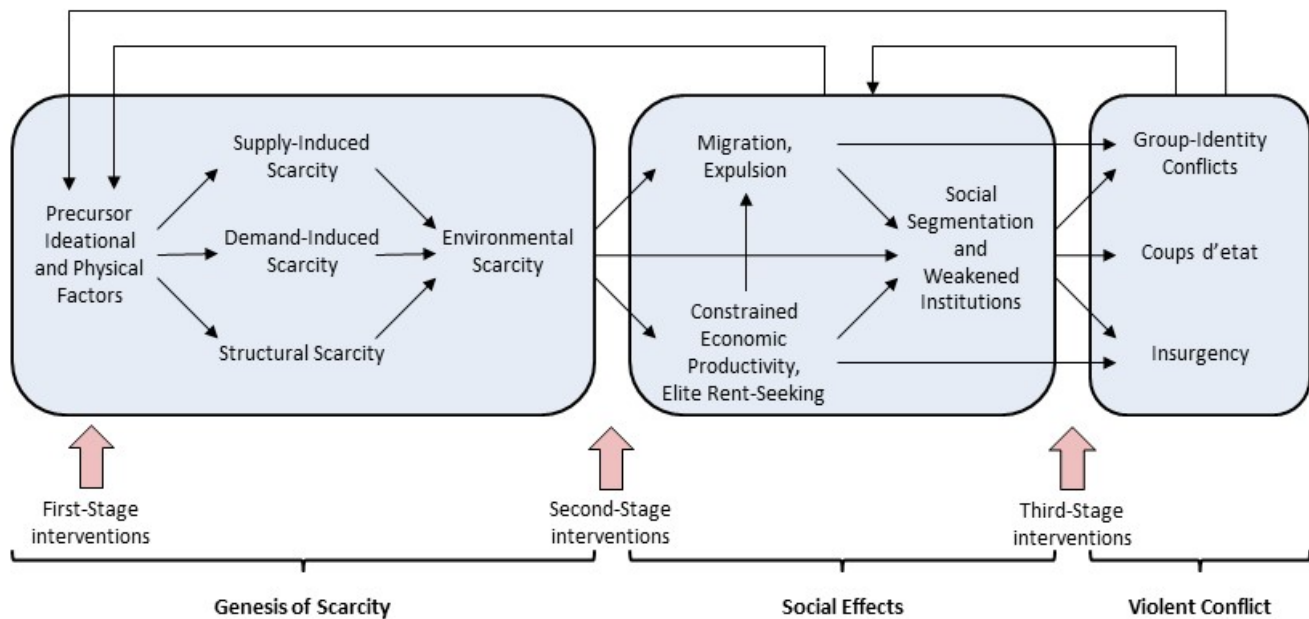 Supply-Induced
Scarcity
Precursor
Ideational
and Physical
Factors
Demand-Induced
Scarcity
Structural Scarcity
Environmental
Scarcity
Migration,
Expulsion
Constrained
Economic
Productivity,
Elite Rent-Seeking
Social
Segmentation
and
Weakened
Institutions
Group-Identity
Conflicts
Coups d'etat
Insurgency
First-Stage
interventions
Second-Stage
interventions
Third-Stage
interventions
Genesis of Scarcity
Social Effects
Violent Conflict